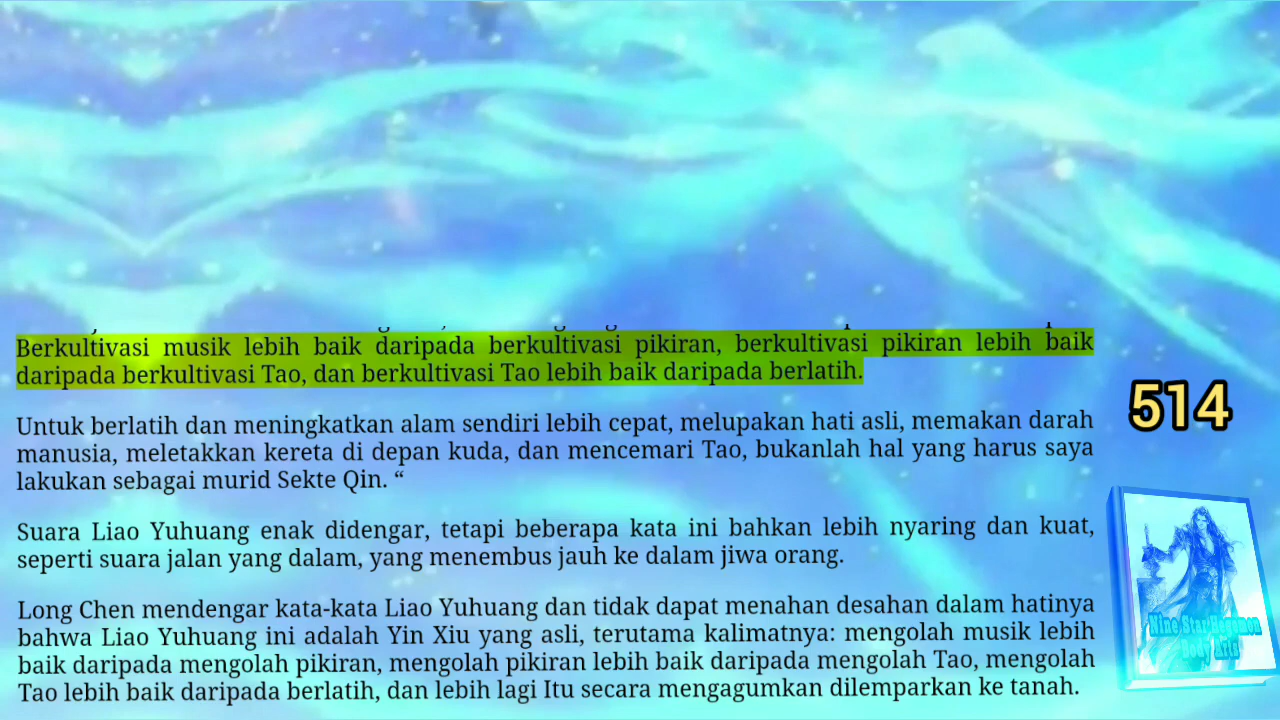 Berkultivasi musik lebih baik daripada berkultivasi pikiran, berkultivasi pikiran lebih baik
daripada berkultivasi Tao, dan berkultivasi Tao lebih baik daripada berlatih.
Untuk berlatih dan meningkatkan alam sendiri lebih cepat, melupakan hati asli, memakan darah
manusia, meletakkan kereta di depan kuda, dan mencemari Tao, bukanlah hal yang harus saya
lakukan sebagai murid Sekte Qin. “
Suara Liao Yuhuang enak didengar, tetapi beberapa kata ini bahkan lebih nyaring dan kuat,
seperti suara jalan yang dalam, yang menembus jauh ke dalam jiwa orang.
Long Chen mendengar kata-kata Liao Yuhuang dan tidak dapat menahan desahan dalam hatinya
bahwa Liao Yuhuang ini adalah Yin Xiu yang asli, terutama kalimatnya: mengolah musik lebih
baik daripada mengolah pikiran, mengolah pikiran lebih baik daripada mengolah Tao, mengolah
Tao lebih baik daripada berlatih, dan lebih lagi Itu secara mengagumkan dilemparkan ke tanah.
514
Nine Star Hegemon
Body Arts